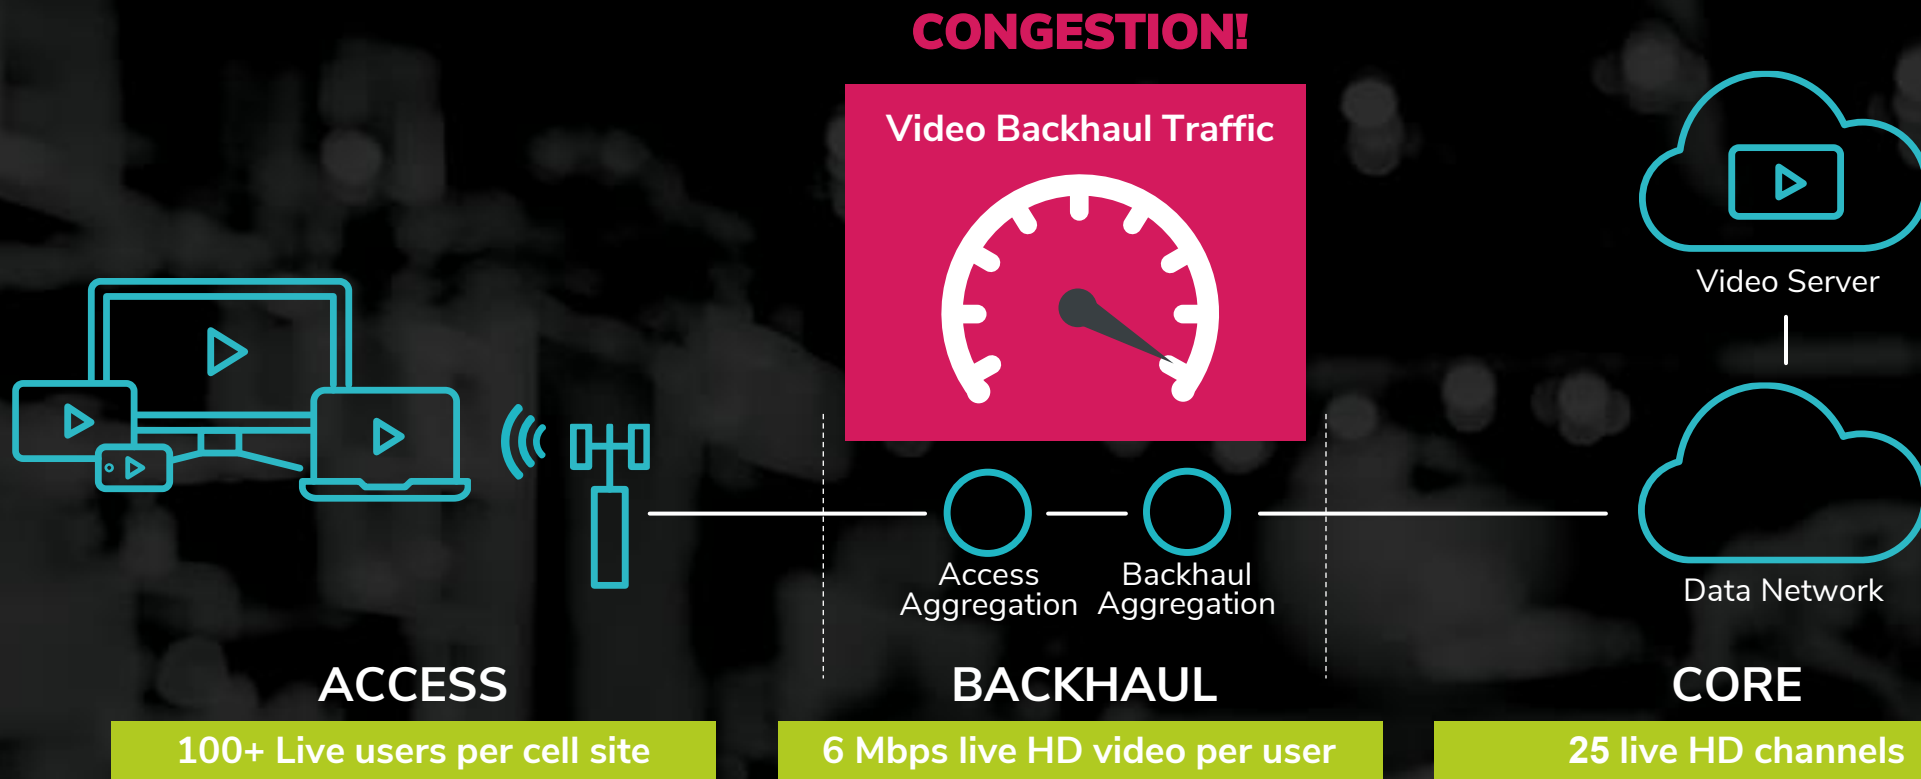 CONGESTION!
Video Backhaul Traffic
Video Server
Access
Aggregation
Backhaul
Aggregation
Data Network
ACCESS
BACKHAUL
CORE
100+ Live users per cell site
6 Mbps live HD video per user
25 live HD channels